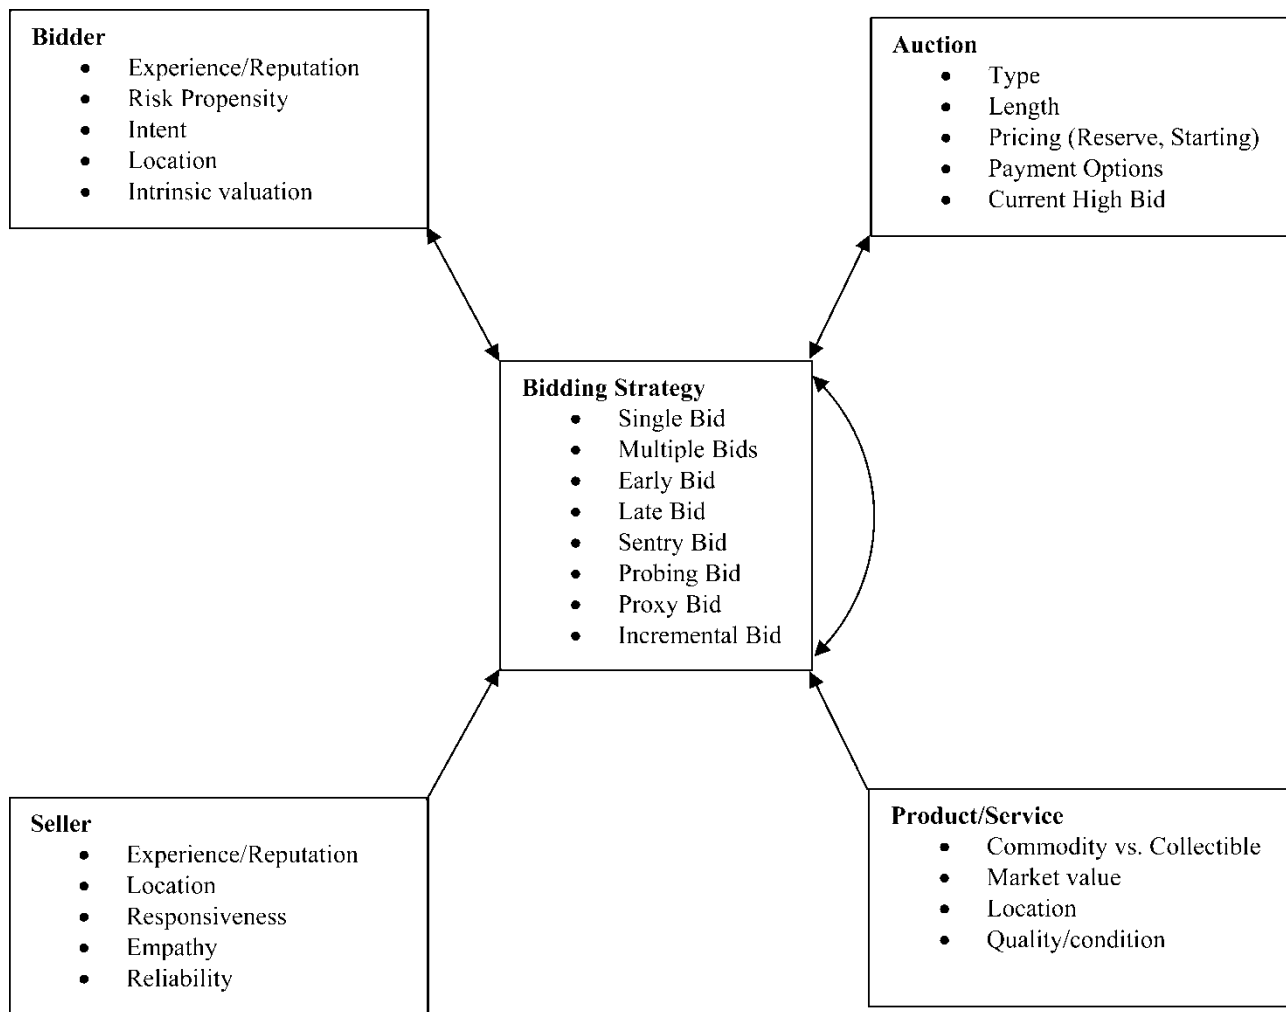 Bidder
• Experience/Reputation
• Risk Propensity
• Intent
• Location
• Intrinsic valuation
Auction
• Type
• Length
• Pricing (Reserve, Starting)
• Payment Options
• Current High Bid
Bidding Strategy
• Single Bid
• Multiple Bids
• Early Bid
• Late Bid
• Sentry Bid
• Probing Bid
• Proxy Bid
• Incremental Bid
Seller
• Experience/Reputation
• Location
• Responsiveness
• Empathy
• Reliability
Product/Service
• Commodity vs. Collectible
• Market value
• Location
• Quality/condition